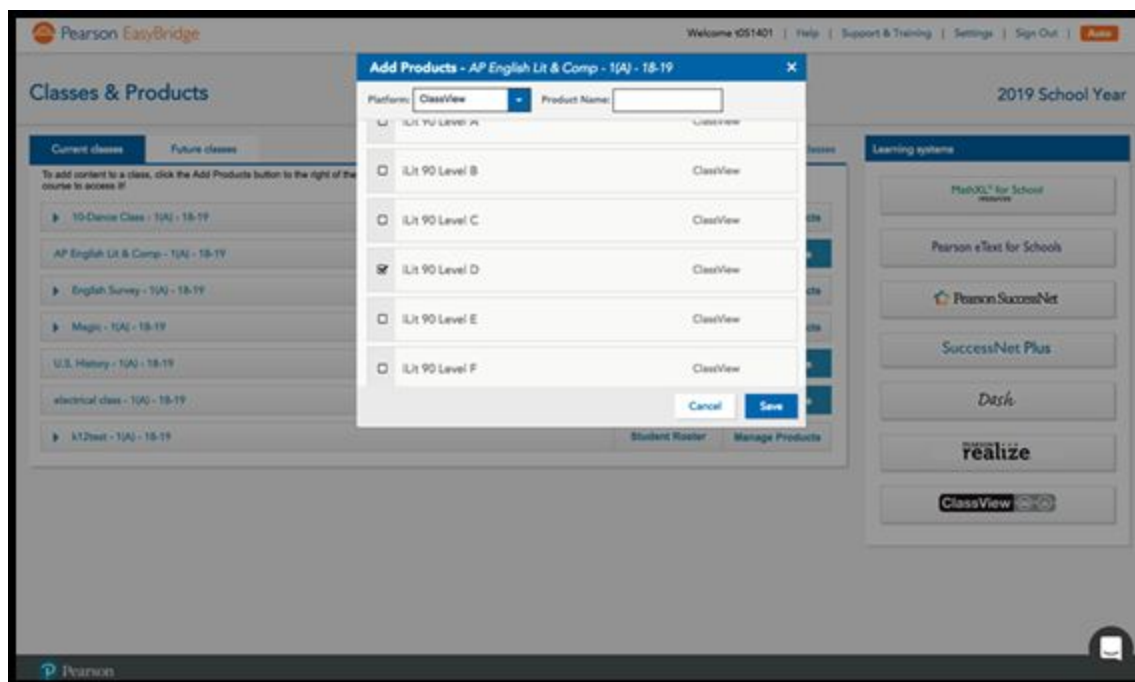 Pearson EasyBridge
Welcome t051401 | Help | Support & Training | Settings | Sign Out | Auto
Add Products - AP English Lit & Comp - 1(A) - 18-19 ×
Classes & Products
2019 School Year
Platform: ClassView Product Name:
Current classes Future classes
To add content to a class, click the Add Products button to the right of the
course to access it!
iLit 90 Level A ClassView
iLit 90 Level B ClassView
iLit 90 Level C ClassView
iLit 90 Level D ClassView
iLit 90 Level E ClassView
iLit 90 Level F ClassView
Cancel Save
10-Dance Class - 1(A) - 18-19
AP English Lit & Comp - 1(A) - 18-19
English Survey - 1(A) - 18-19
Magic - 1(A) - 18-19
U.S. History - 1(A) - 18-19
electrical class - 1(A) - 18-19
k12test - 1(A) - 18-19 Student Roster Manage Products
Learning systems
MathXL® for School
Pearson eText for Schools
Pearson SuccessNet
SuccessNet Plus
Dash
realize
ClassView
Pearson